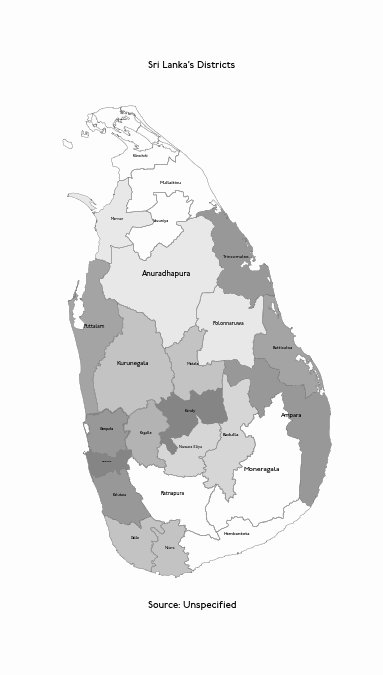 Sri Lanka's Districts
Jaffna
Kilinochchi
Mullaitivu
Mannar
Vavuniya
Trincomalee
Anuradhapura
Polonnaruwa
Puttalam
Batticaloa
Kurunegala
Matale
Kandy
Ampara
Gampaha
Kegalle
Badulla
Nuwara Eliya
Moneragala
Kalutara
Ratnapura
Hambantota
Galle
Matara
Source: Unspecified